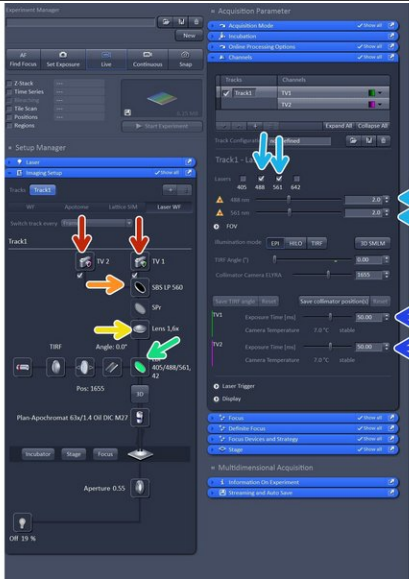 Experiment Manager
New
AF
Find Focus
Set Exposure
Live
Continuous
Snap
Z-Stack
Time Series
Bleaching
Tile Scan
Positions
Regions
Start Experiment
Setup Manager
Laser
Imaging Setup
Show all
Tracks Track1
WF Apotome Lattice SIM Laser WF
Switch track every
Track1
TV 2
TV 1
SBS LP 560
SPr
Lens 1,6x
TIRF
Angle: 0.0°
405/488/561,
42
Pos: 1655
3D
Plan-Apochromat 63x/1.4 Oil DIC M27
Incubator Stage Focus
Aperture 0.55
Off 19 %
Acquisition Parameter
Acquisition Mode Show all
Incubation
Online Processing Options Show all
Channels Show all
Tracks Channels
Track1 TV1
TV2
Expand All Collapse All
Track Configuration not defined
Track1 - La
Lasers
405 488 561 642
488 nm 2.0
561 nm 2.0
FOV
Illumination mode EPI HILO TIRF 3D SMLM
TIRF Angle (°) 0.00
Collimator Camera ELYRA 1655
Save TIRF angle Reset Save collimator position(s) Reset
TV1 Exposure Time [ms] 50.00
Camera Temperature 7.0 °C stable
TV2 Exposure Time [ms] 50.00
Camera Temperature 7.0 °C stable
Laser Trigger
Display
Focus Show all
Definite Focus Show all
Focus Devices and Strategy Show all
Stage Show all
Multidimensional Acquisition
Information On Experiment
Streaming and Auto Save